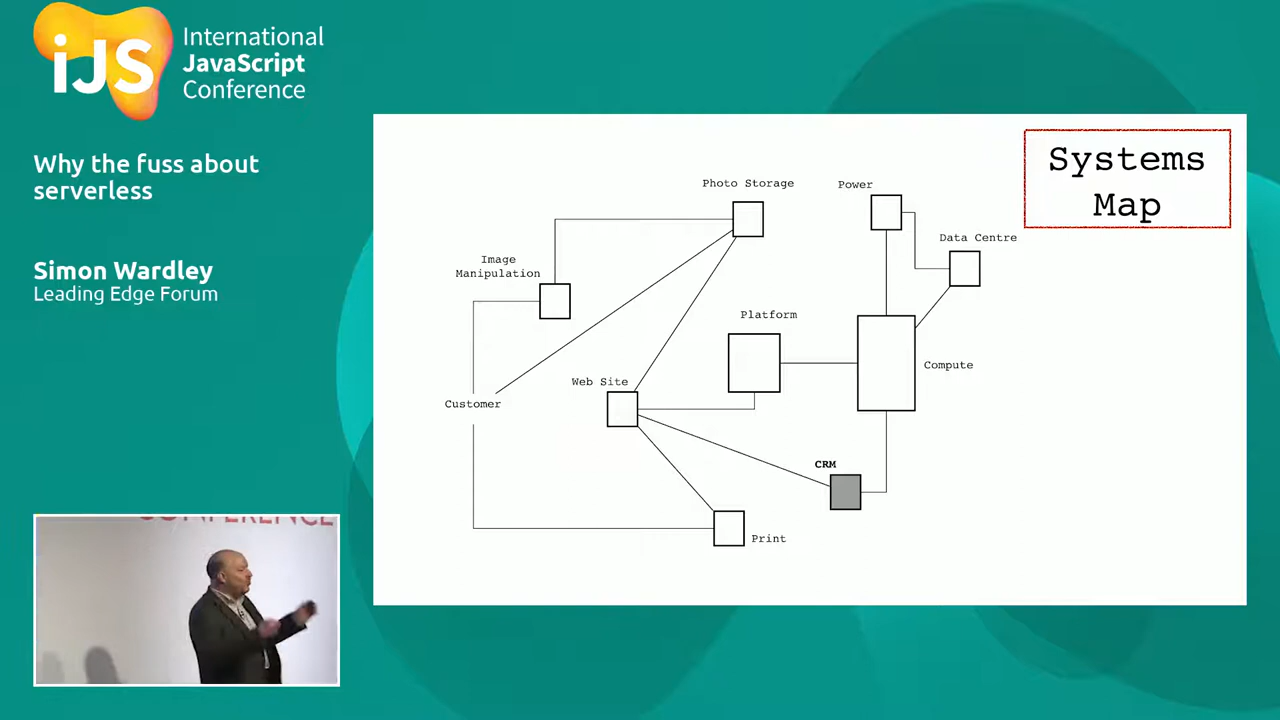 iJS
International
JavaScript
Conference
Why the fuss about
serverless
Simon Wardley
Leading Edge Forum
Systems
Map
Photo Storage
Power
Data Centre
Image
Manipulation
Platform
Compute
Web Site
Customer
CRM
Print
CONFERENCE